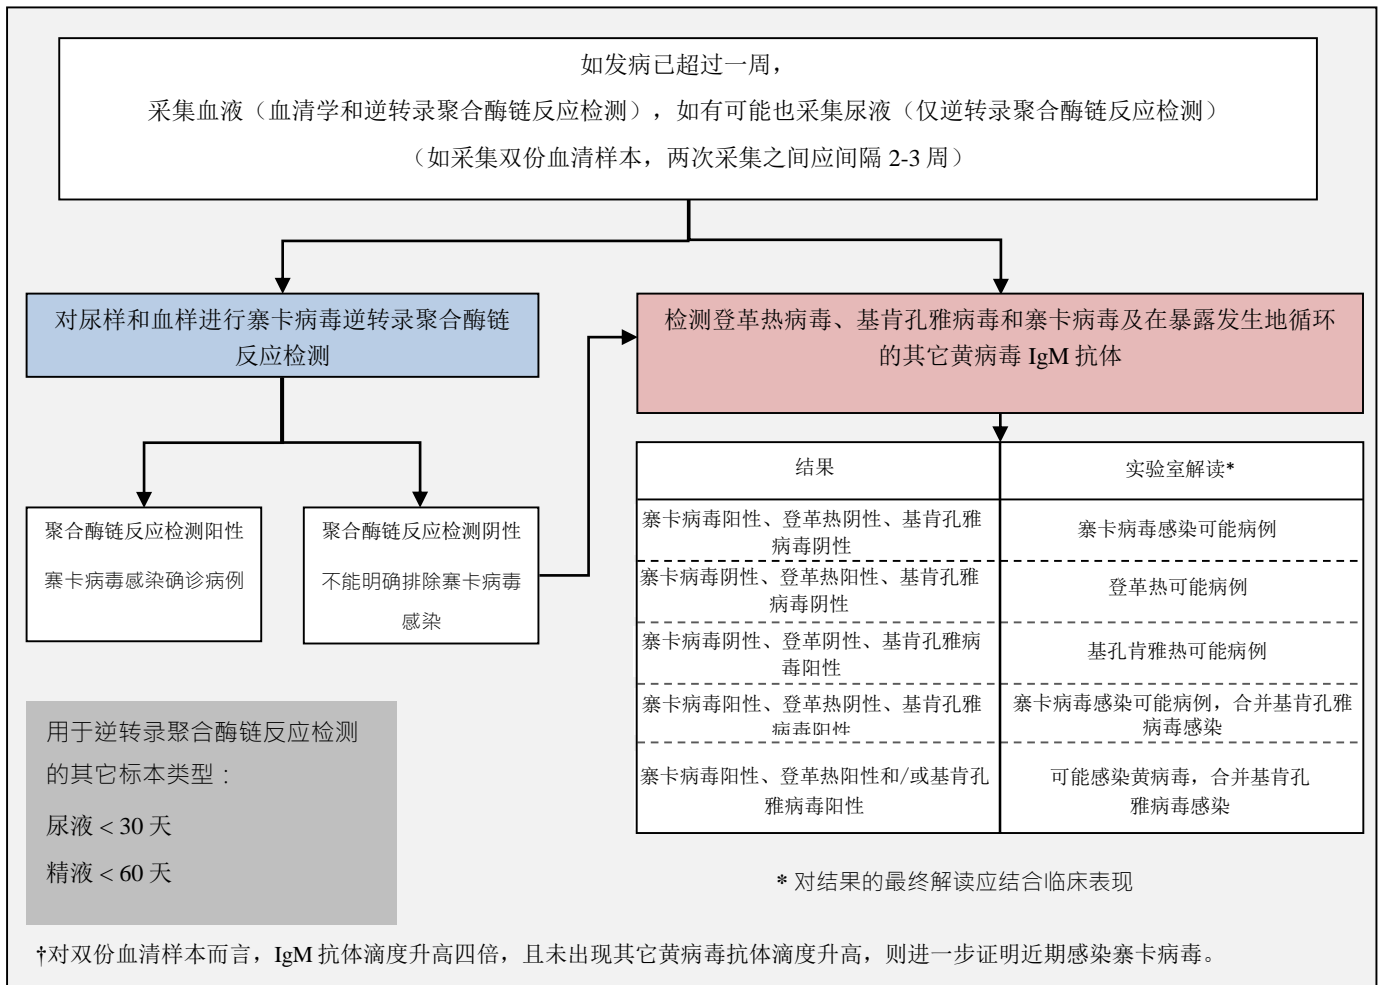 如发病已超过一周，
采集血液（血清学和逆转录聚合酶链反应检测），如有可能也采集尿液（仅逆转录聚合酶链反应检测）
（如采集双份血清样本，两次采集之间应间隔 2-3 周）
对尿样和血样进行寨卡病毒逆转录聚合酶链
反应检测
检测登革热病毒、基肯孔雅病毒和寨卡病毒及在暴露发生地循环
的其它黄病毒 IgM 抗体
聚合酶链反应检测阳性
寨卡病毒感染确诊病例
聚合酶链反应检测阴性
不能明确排除寨卡病毒
感染
结果
实验室解读*
寨卡病毒阳性、登革热阴性、基肯孔雅
病毒阴性
寨卡病毒感染可能病例
寨卡病毒阴性、登革热阳性、基肯孔雅
病毒阴性
登革热可能病例
寨卡病毒阴性、登革阴性、基肯孔雅病
毒阳性
基孔肯雅热可能病例
寨卡病毒阳性、登革热阴性、基肯孔雅
病毒阳性
寨卡病毒感染可能病例，合并基肯孔雅
病毒感染
寨卡病毒阳性、登革热阳性和/或基肯孔
雅病毒阳性
可能感染黄病毒，合并基肯孔
雅病毒感染
用于逆转录聚合酶链反应检测
的其它标本类型：
尿液 < 30 天
精液 < 60 天
* 对结果的最终解读应结合临床表现
†对双份血清样本而言，IgM 抗体滴度升高四倍，且未出现其它黄病毒抗体滴度升高，则进一步证明近期感染寨卡病毒。